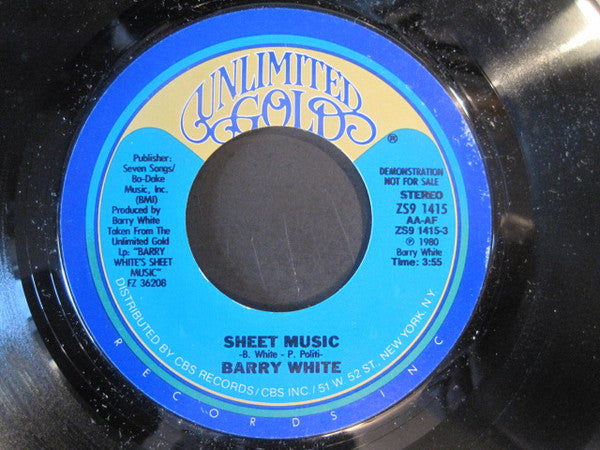 UNLIMITED
GOLD
®
Publisher:
Seven Songs/
Ba-Dake
Music, Inc.
(BMI)
Produced by
Barry White
Taken From The
Unlimited Gold
Lp: "BARRY
WHITE'S SHEET
MUSIC"
FZ 36208
DEMONSTRATION
NOT FOR SALE
STEREO
ZS9 1415
AA-AF
ZS9 1415-3
℗ 1980
Barry White
Time: 3:55
SHEET MUSIC
-B. White - P. Politi-
BARRY WHITE
DISTRIBUTED BY CBS RECORDS/CBS INC/51 W. 52 ST., NEW YORK, N.Y.
RECORDS INC